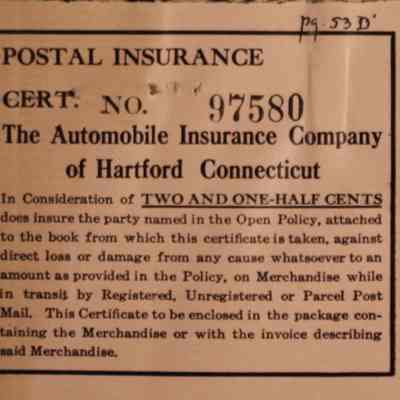 pg. 53 D'
POSTAL INSURANCE
CERT. NO. 97580
The Automobile Insurance Company
of Hartford Connecticut
In Consideration of TWO AND ONE-HALF CENTS
does insure the party named in the Open Policy, attached
to the book from which this certificate is taken, against
direct loss or damage from any cause whatsoever to an
amount as provided in the Policy, on Merchandise while
in transit by Registered, Unregistered or Parcel Post
Mail. This Certificate to be enclosed in the package con-
taining the Merchandise or with the invoice describing
said Merchandise.